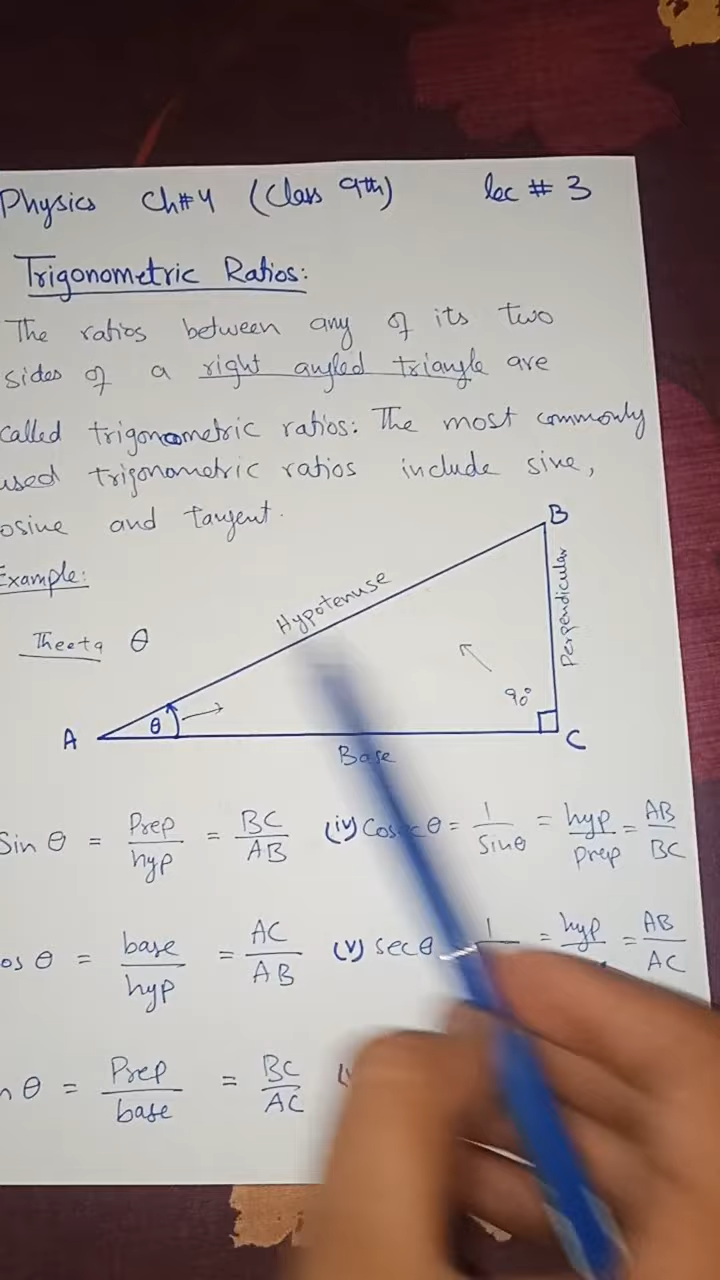 Physics Ch#4 (Class 9th) lec # 3
Trigonometric Ratios:
The ratios between any of its two
sides of a right angled triangle are
called trigonometric ratios: The most commonly
used trigonometric ratios include sine,
osine and tangent.
Example:
Theeta θ
Hypotenuse
B
Perpendicular
90°
A
θ
C
Base
Sin θ = Prep/hyp = BC/AB
(iv) Cosec θ = 1/Sinθ = hyp/prep = AB/BC
os θ = base/hyp = AC/AB
(v) sec θ = 1 = hyp = AB/AC
n θ = Prep/base = BC/AC